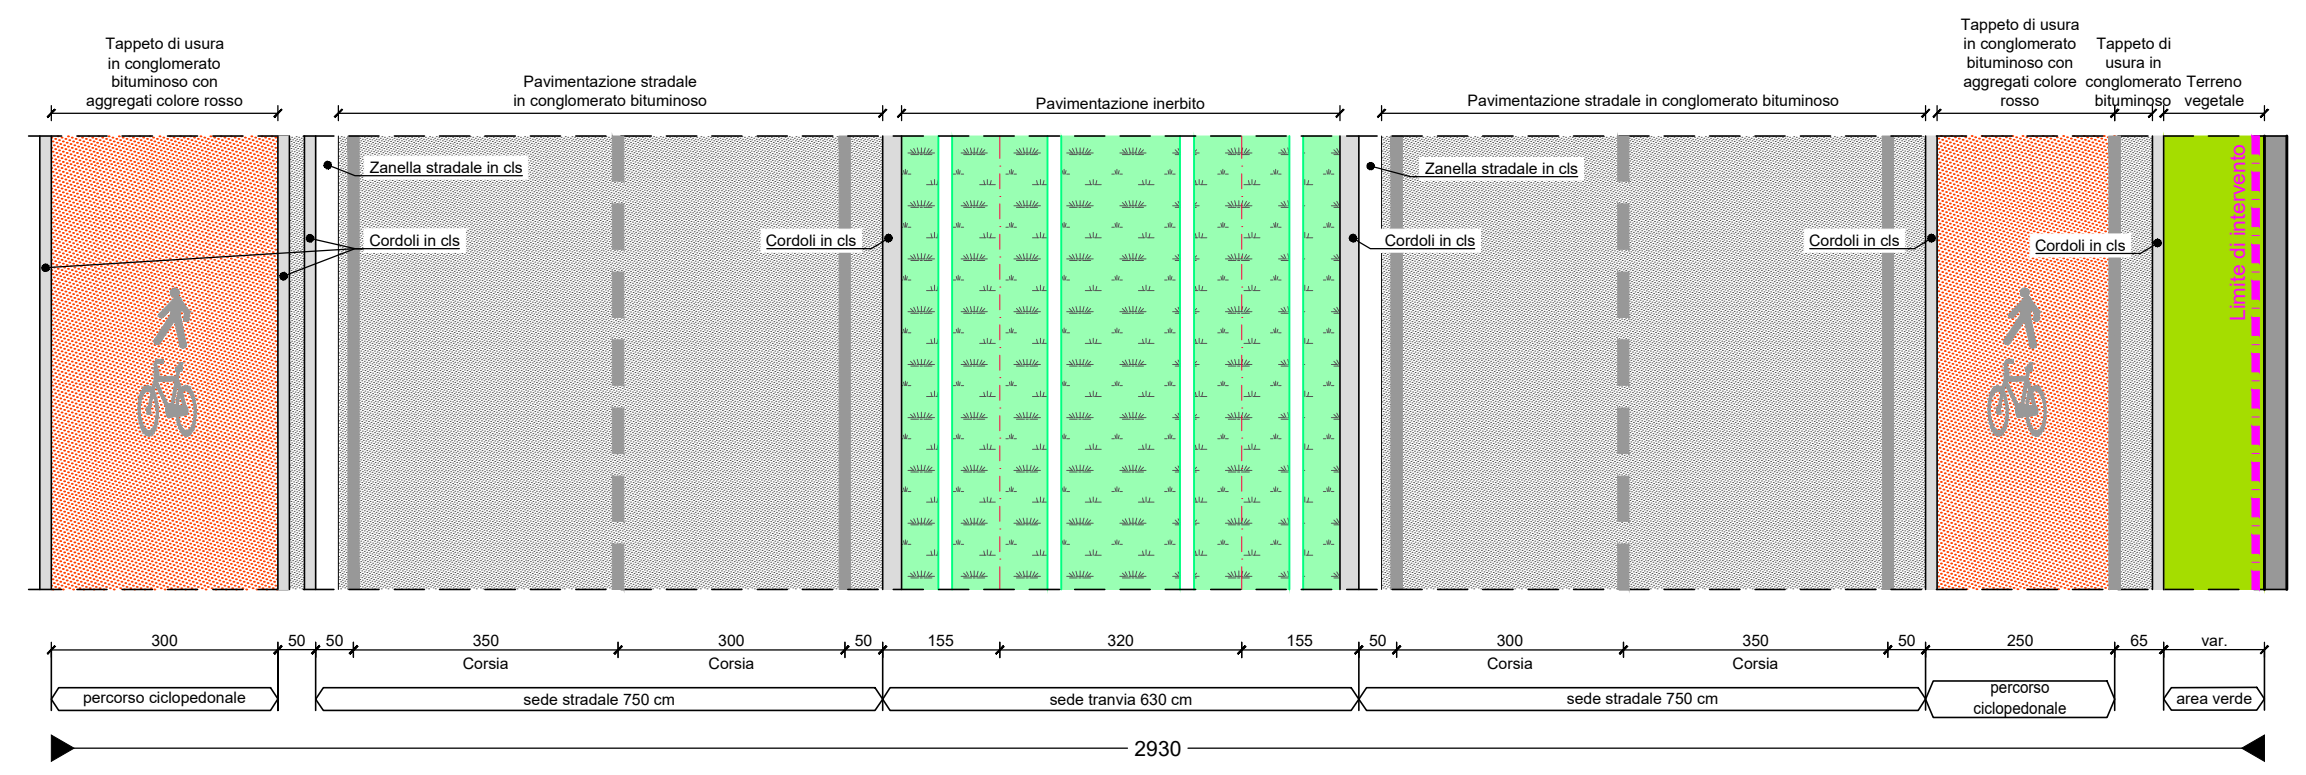 Tappeto di usura
in conglomerato
bituminoso con
aggregati colore rosso
Pavimentazione stradale
in conglomerato bituminoso
Pavimentazione inerbito
Pavimentazione stradale in conglomerato bituminoso
Tappeto di usura
in conglomerato
bituminoso con
aggregati colore
rosso
Tappeto di
usura in
conglomerato
bituminoso
Terreno
vegetale
Zanella stradale in cls
Cordoli in cls
Cordoli in cls
Zanella stradale in cls
Cordoli in cls
Cordoli in cls
Cordoli in cls
Limite di intervento
300
50
50
350
300
50
155
320
155
50
300
350
50
250
65
var.
Corsia
Corsia
Corsia
Corsia
percorso ciclopedonale
sede stradale 750 cm
sede tranvia 630 cm
sede stradale 750 cm
percorso
ciclopedonale
area verde
2930